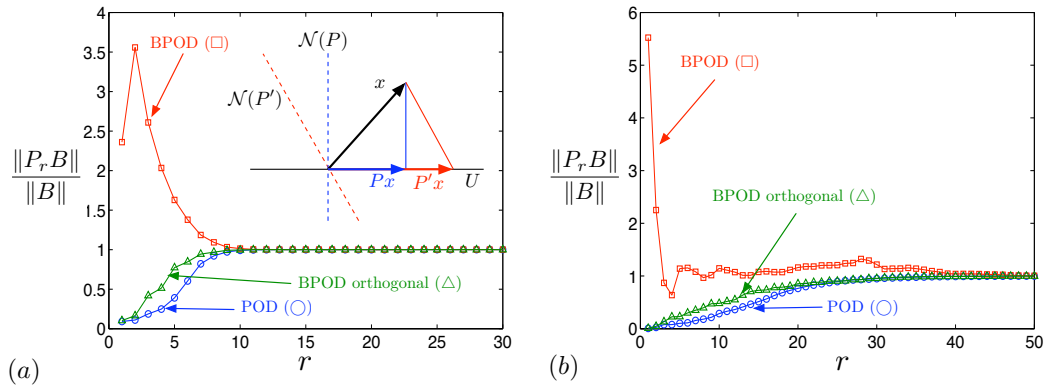 4
3.5
3
2.5
2
1.5
1
0.5
0
‖P_r B‖
‖B‖
BPOD (□)
N(P)
N(P′)
x
Px
P′x
U
BPOD orthogonal (△)
POD (○)
0 5 10 15 20 25 30
r
(a)
6
5
4
3
2
1
0
‖P_r B‖
‖B‖
BPOD (□)
BPOD orthogonal (△)
POD (○)
0 10 20 30 40 50
r
(b)